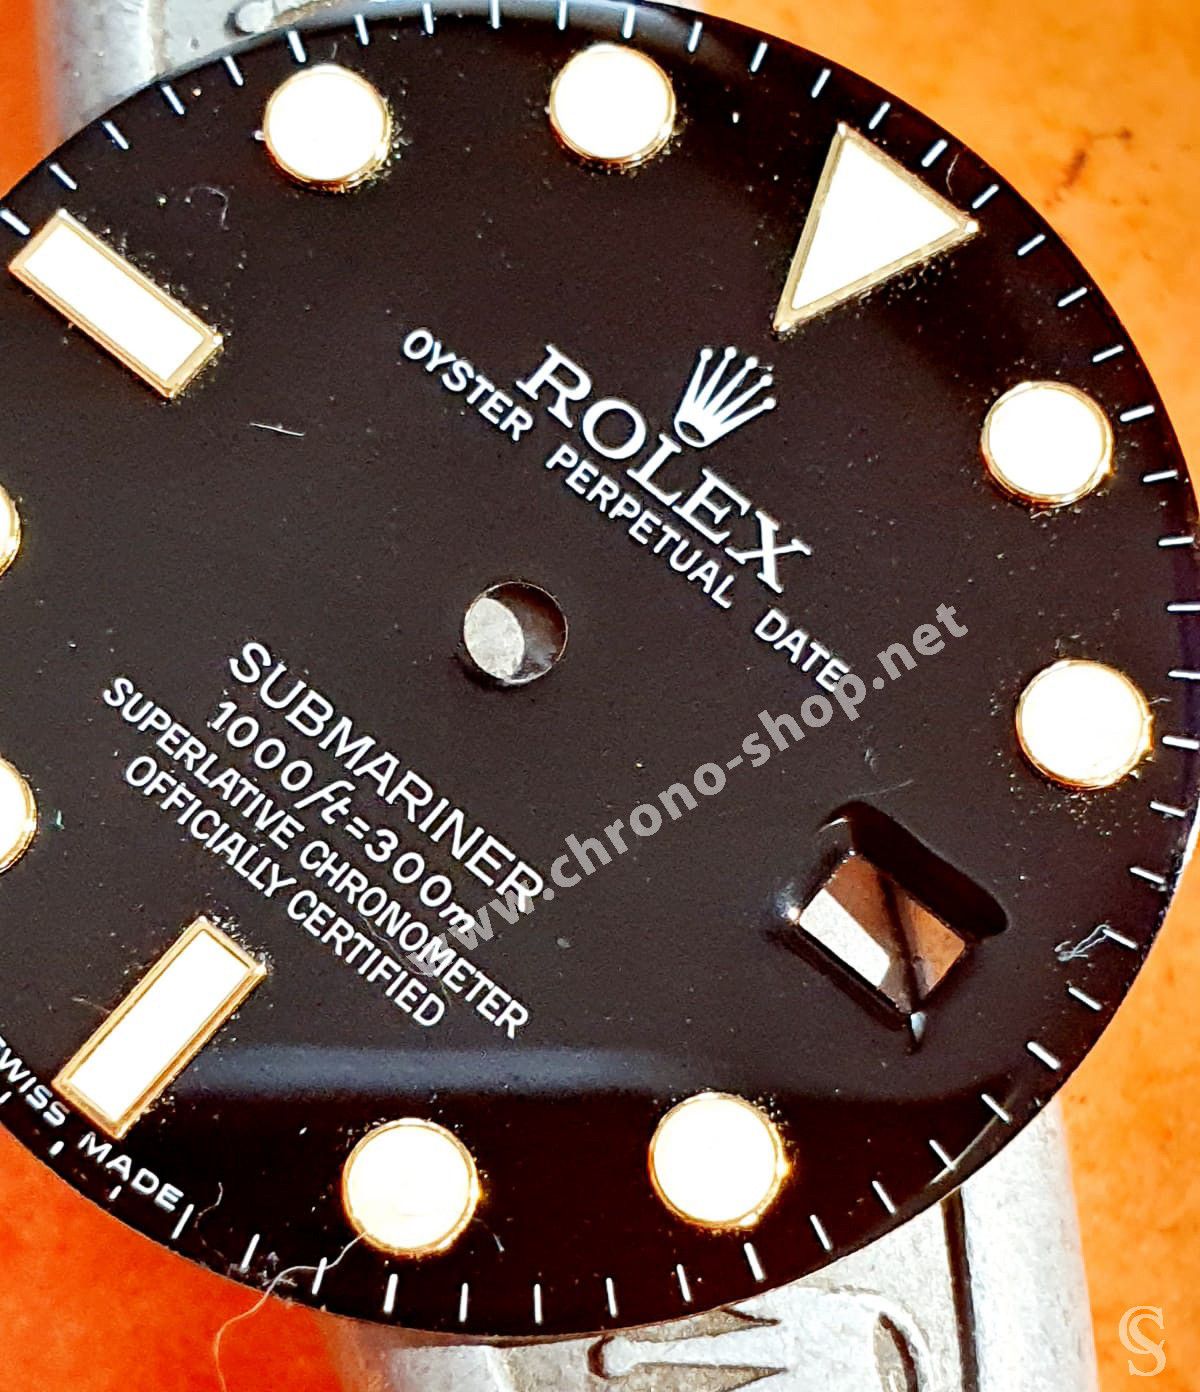 ROLEX
OYSTER PERPETUAL DATE
SUBMARINER
1000ft=300m
SUPERLATIVE CHRONOMETER
OFFICIALLY CERTIFIED
SWISS MADE
www.chrono-shop.net